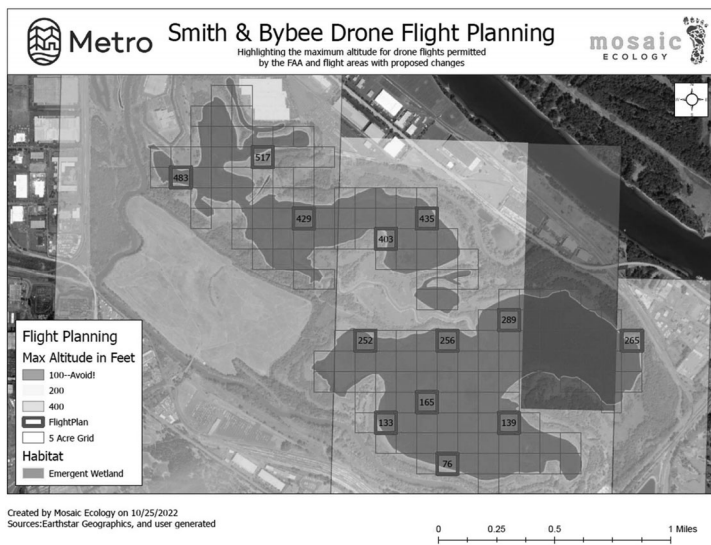 Metro
Smith & Bybee Drone Flight Planning
Highlighting the maximum altitude for drone flights permitted
by the FAA and flight areas with proposed changes
mosaic
ECOLOGY
517
483
429
435
403
289
252
256
265
165
133
139
76
Flight Planning
Max Altitude in Feet
100--Avoid!
200
400
FlightPlan
5 Acre Grid
Habitat
Emergent Wetland
Created by Mosaic Ecology on 10/25/2022
Sources:Earthstar Geographics, and user generated
0 0.25 0.5 1 Miles